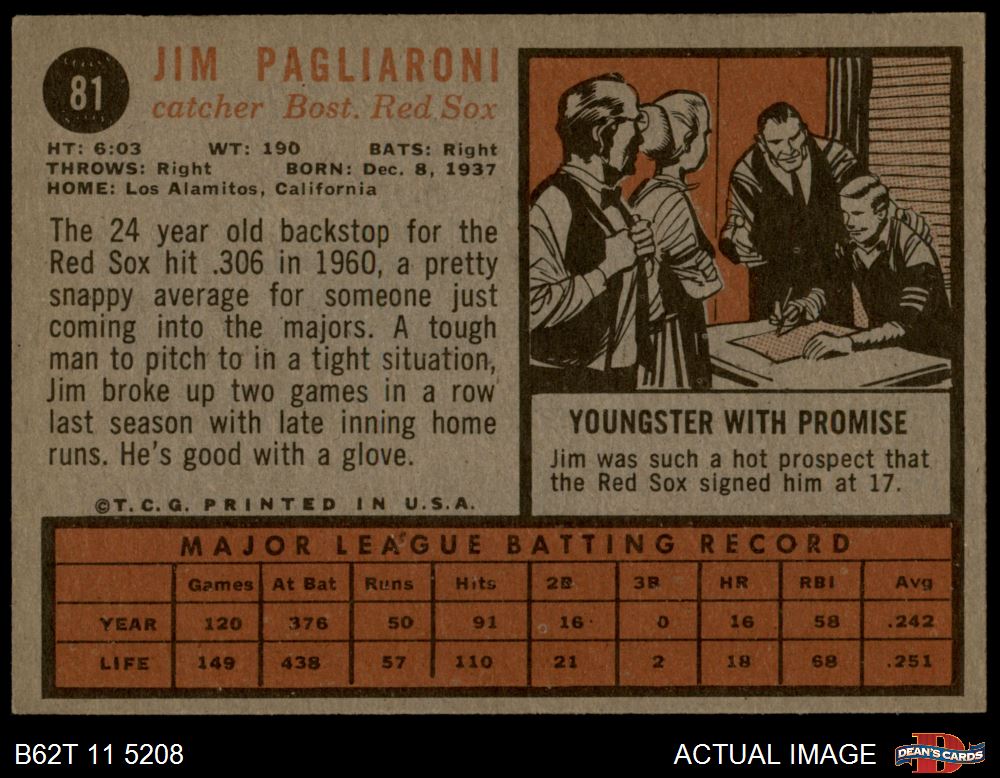 81
JIM PAGLIARONI
catcher Bost. Red Sox
HT: 6:03 WT: 190 BATS: Right
THROWS: Right BORN: Dec. 8, 1937
HOME: Los Alamitos, California
The 24 year old backstop for the
Red Sox hit .306 in 1960, a pretty
snappy average for someone just
coming into the majors. A tough
man to pitch to in a tight situation,
Jim broke up two games in a row
last season with late inning home
runs. He's good with a glove.
©T.C.G. PRINTED IN U.S.A.
YOUNGSTER WITH PROMISE
Jim was such a hot prospect that
the Red Sox signed him at 17.
MAJOR LEAGUE BATTING RECORD
Games At Bat Runs Hits 2B 3B HR RBI Avg
YEAR 120 376 50 91 16 0 16 58 .242
LIFE 149 438 57 110 21 2 18 68 .251
B62T 11 5208
ACTUAL IMAGE
DEAN'S CARDS